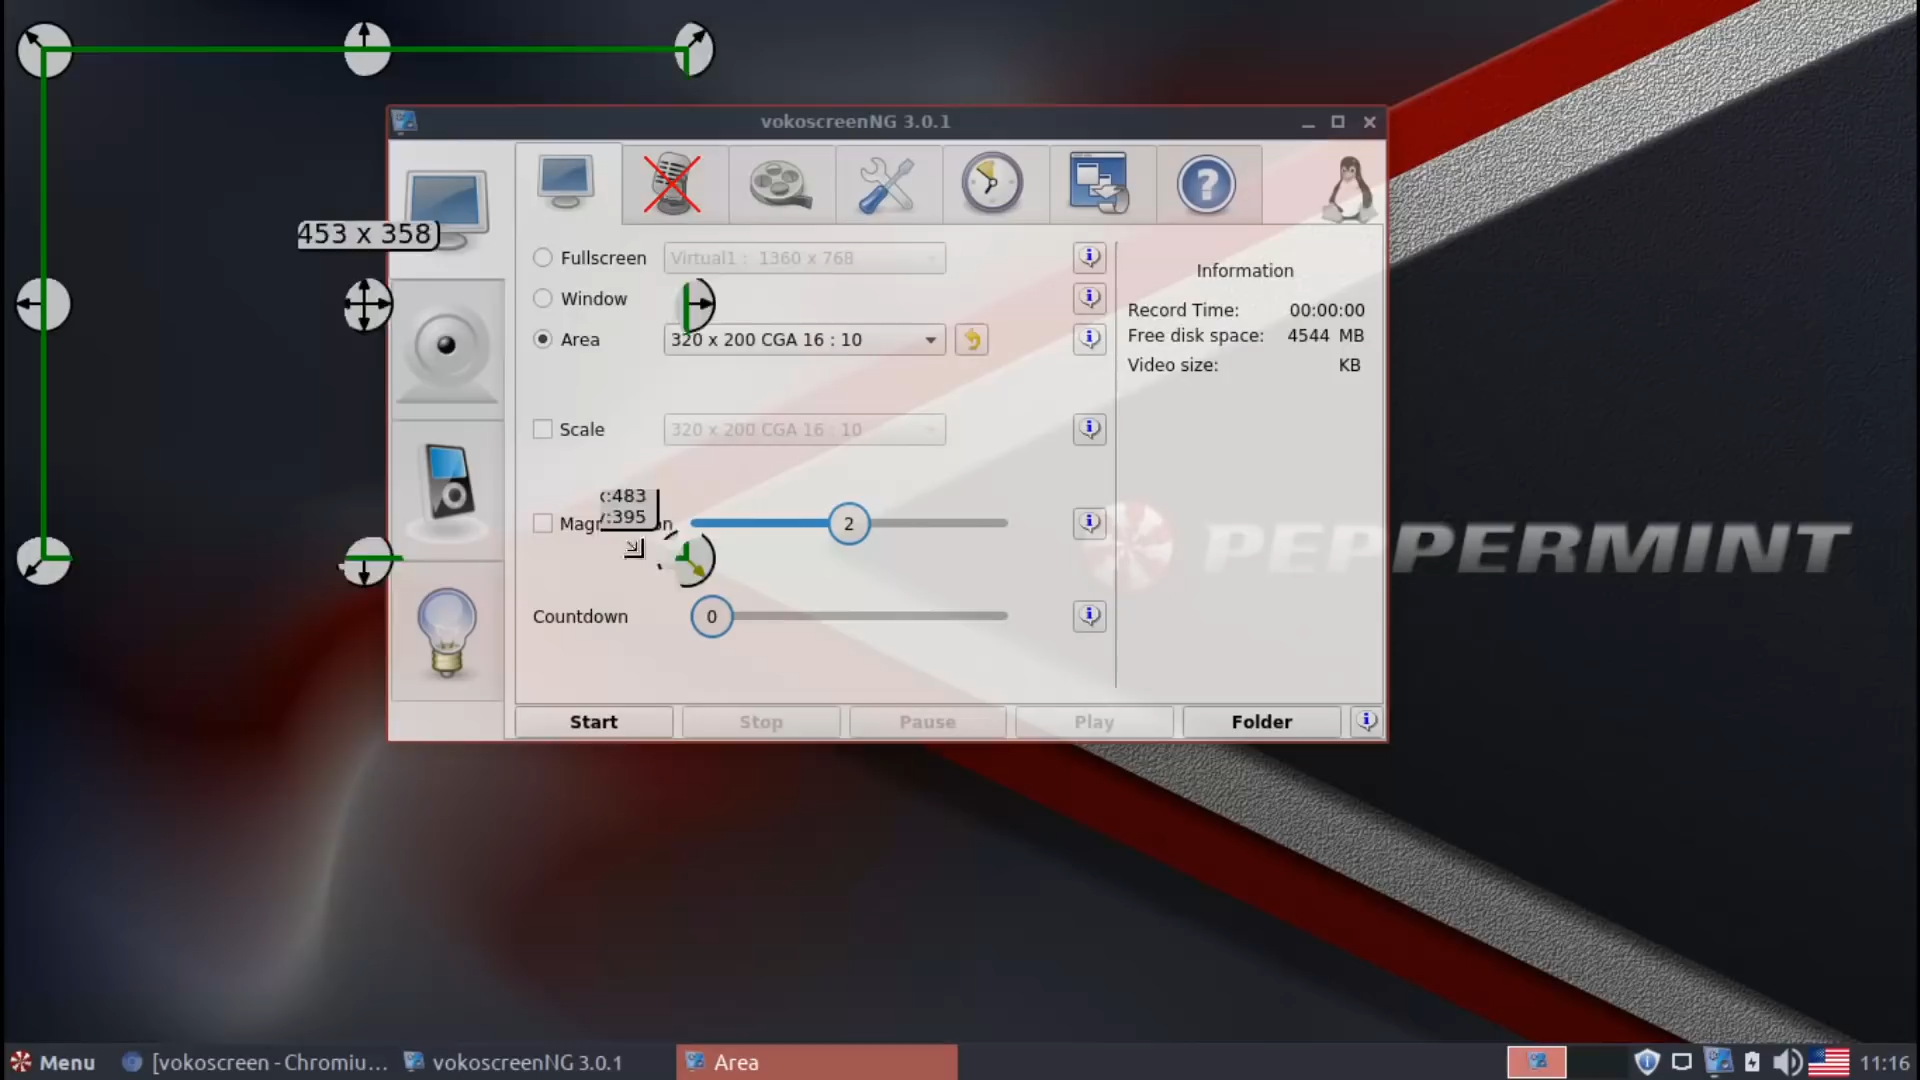 vokoscreenNG 3.0.1
453 x 358
Fullscreen
Virtual1 : 1360 x 768
Window
Area
320 x 200 CGA 16 : 10
Scale
320 x 200 CGA 16 : 10
:483
:395
2
Countdown
0
Information
Record Time: 00:00:00
Free disk space: 4544 MB
Video size: KB
Start
Stop
Pause
Play
Folder
PEPPERMINT
Menu
[vokoscreen - Chromiu...
vokoscreenNG 3.0.1
Area
11:16